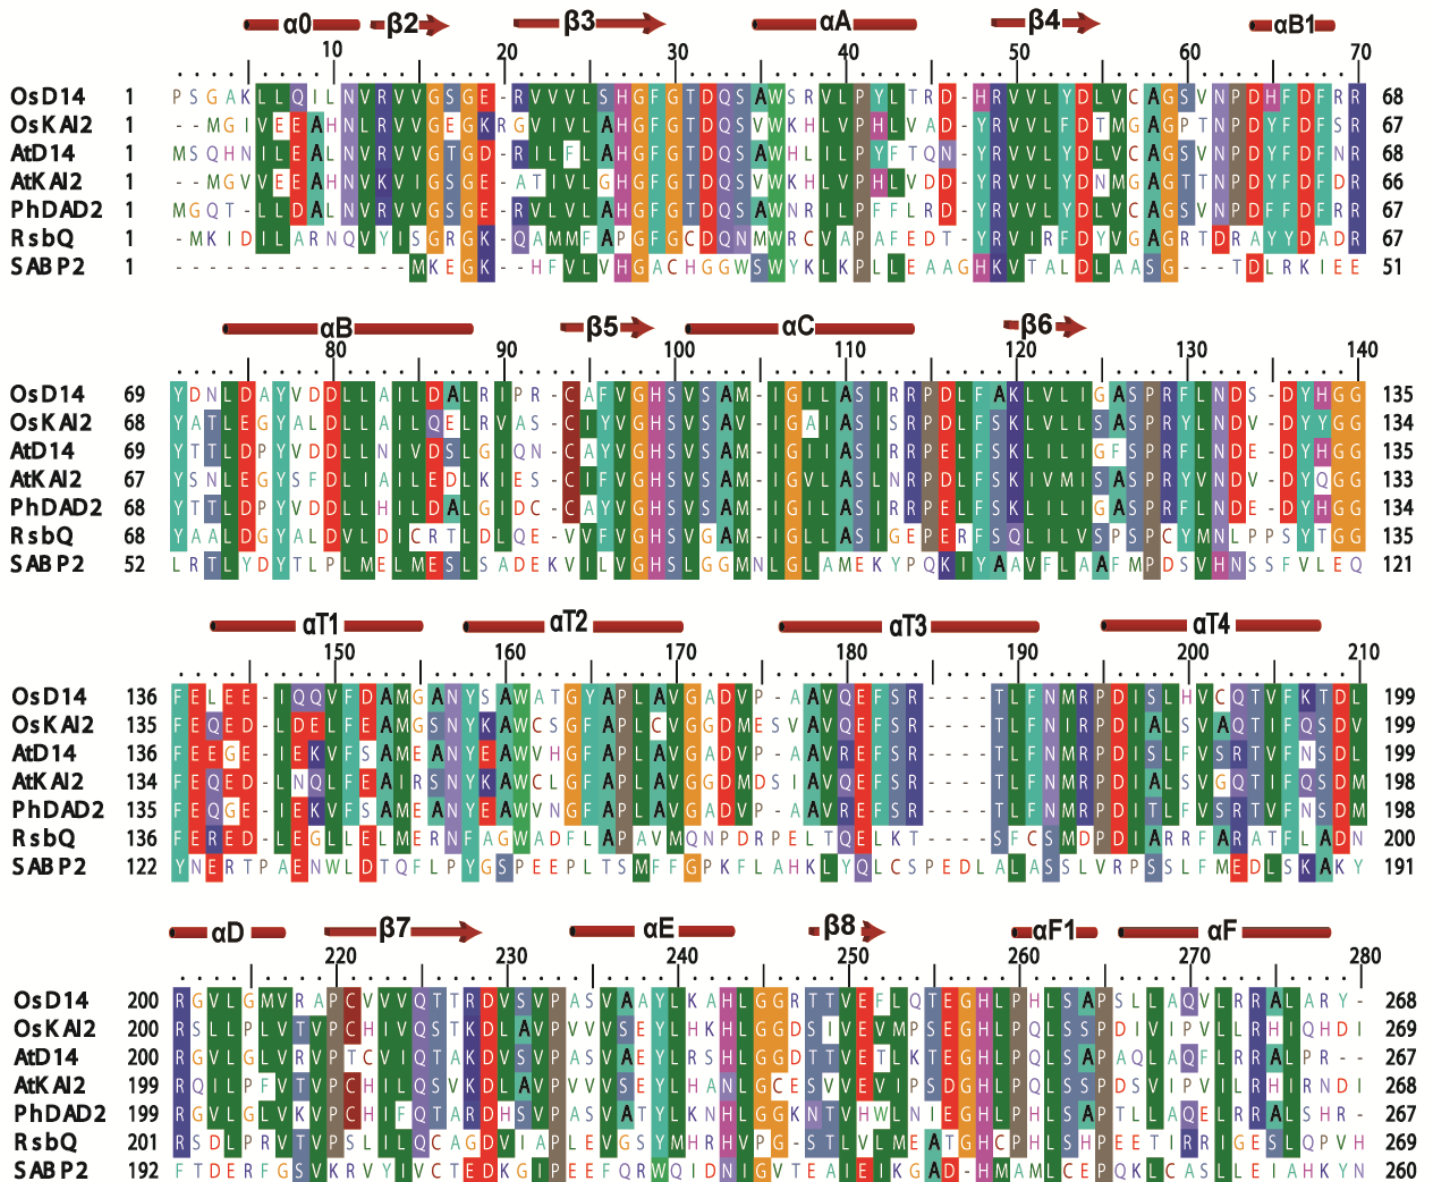 α0 β2 β3 αA β4 αB1
10 20 30 40 50 60 70
OsD14 1 PSGAKLLQILNVRVVGSGE-RVVVLSHGFGTDQSAWSRVLPYLTRD-HRVVLYDLVCAGSVNPDHFDFRR 68
OsKAI2 1 --MGIVEEAHNLRVVGEGKRGVIVLAHGFGTDQSVWKHLVPHLVAD-YRVVLFDTMGAGPTNPDYFDFSR 67
AtD14 1 MSQHNILEALNVRVVGTGD-RILFLAHGFGTDQSAWHLILPYFTQN-YRVVLYDLVCAGSVNPDYFDFNR 68
AtKAI2 1 --MGVVEEAHNVKVIGSGE-ATIVLGHGFGTDQSVWKHLVPHLVDD-YRVVLYDNMGAGTTNPDYFDFDR 66
PhDAD2 1 MGQT-LLDALNVRVVGSGE-RVLVLAHGFGTDQSAWNRILPFFLRD-YRVVLYDLVCAGSVNPDFFDFRR 67
RsbQ 1 -MKIDILARNQVYISGRGK-QAMMFAPGFGCDQNMWRCVAPAFEDT-YRVIRFDYVGAGRTDRAYYDADR 67
SABP2 1 --------------MKEGK--HFVLVHGACHGGWSWYKLKPLLEAAGHKVTALDLAASG---TDLRKIEE 51
αB β5 αC β6
80 90 100 110 120 130 140
OsD14 69 YDNLDAYVDDLLAILDALRIPR-CAFVGHSVSAM-IGILASIRRPDLFAKLVLIGASPRFLNDS-DYHGG 135
OsKAI2 68 YATLEGYALDLLAILQELRVAS-CIYVGHSVSAM-IGAIASISRPDLFSKLVLLSASPRYLNDV-DYYGG 134
AtD14 69 YTTLDPYVDDLLNIVDSLGIQN-CAYVGHSVSAM-IGIIASIRRPELFSKLILIGFSPRFLNDE-DYHGG 135
AtKAI2 67 YSNLEGYSFDLIAILEDLKIES-CIFVGHSVSAM-IGVLASLNRPDLFSKIVMISASPRYVNDV-DYQGG 133
PhDAD2 68 YTTLDPYVDDLLHILDALGIDC-CAYVGHSVSAM-IGILASIRRPELFSKLILIGASPRFLNDE-DYHGG 134
RsbQ 68 YAALDGYALDVLDICRTLDLQE-VVFVGHSVGAM-IGLLASIGEPERFSQLILVSPSPCYMNLPPSYTGG 135
SABP2 52 LRTLYDYTLPLMELMESLSADEKVILVGHSLGGMNLGLAMEKYPQKIYAAVFLAAFMPDSVHNSSFVLEQ 121
αT1 αT2 αT3 αT4
150 160 170 180 190 200 210
OsD14 136 FELEE-IQQVFDAMGANYSAWATGYAPLAVGADVP-AAVQEFSR----TLFNMRPDISLHVCQTVFKTDL 199
OsKAI2 135 FEQED-LDELFEAMGSNYKAWCSGFAPLCVGGDMESVAVQEFSR----TLFNIRPDIALSVAQTIFQSDV 199
AtD14 136 FEEGE-IEKVFSAMEANYEAWVHGFAPLAVGADVP-AAVREFSR----TLFNMRPDISLFVSRTVFNSDL 199
AtKAI2 134 FEQED-LNQLFEAIRSNYKAWCLGFAPLAVGGDMDSIAVQEFSR----TLFNMRPDIALSVGQTIFQSDM 198
PhDAD2 135 FEQGE-IEKVFSAMEANYEAWVNGFAPLAVGADVP-AAVREFSR----TLFNMRPDITLFVSRTVFNSDM 198
RsbQ 136 FERED-LEGLLELMERNFAGWADFLAPAVMQNPDRPELTQELKT----SFCSMDPDIARRFARATFLADN 200
SABP2 122 YNERTPAENWLDTQFLPYGSPEEPLTSMFFGPKFLAHKLYQLCSPEDLALASSLVRPSSLFMEDLSKAKY 191
αD β7 αE β8 αF1 αF
220 230 240 250 260 270 280
OsD14 200 RGVLGMVRAPCVVVQTTRDVSVPASVAAYLKAHLGGRTTVEFLQTEGHLPHLSAPSLLAQVLRRALARY- 268
OsKAI2 200 RSLLPLVTVPCHIVQSTKDLAVPVVVSEYLHKHLGGDSIVEVMPSEGHLPQLSSPDIVIPVLLRHIQHDI 269
AtD14 200 RGVLGLVRVPTCVIQTAKDVSVPASVAEYLRSHLGGDTTVETLKTEGHLPQLSAPAQLAQFLRRALPR-- 267
AtKAI2 199 RQILPFVTVPCHILQSVKDLAVPVVVSEYLHANLGCESVVEVIPSDGHLPQLSSPDSVIPVILRHIRNDI 268
PhDAD2 199 RGVLGLVKVPCHIFQTARDHSVPASVATYLKNHLGGKNTVHWLNIEGHLPHLSAPTLLAQELRRALSHR- 267
RsbQ 201 RSDLPRVTVPSLILQCAGDVIAPLEVGSYMHRHVPG-STLVLMEATGHCPHLSHPEETIRRIGESLQPVH 269
SABP2 192 FTDERFGSVKRVYIVCTEDKGIPEEFQRWQIDNIGVTEAIEIKGAD-HMAMLCEPQKLCASLLEIAHKYN 260